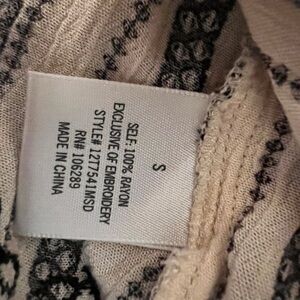 S
SELF: 100% RAYON
EXCLUSIVE OF EMBROIDERY
STYLE# 12T7541MSD
RN# 106289
MADE IN CHINA